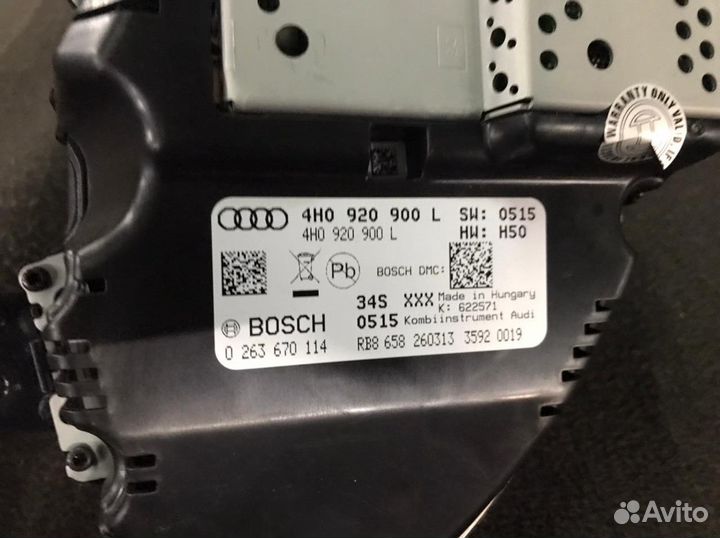 WARRANTY ONLY VALID IF
4H0 920 900 L SW: 0515
4H0 920 900 L HW: H50
Pb BOSCH DMC:
34S XXX Made in Hungary
K: 622571
BOSCH 0515 Kombiinstrument Audi
0 263 670 114 RB8 658 260313 3592 0019
Avito